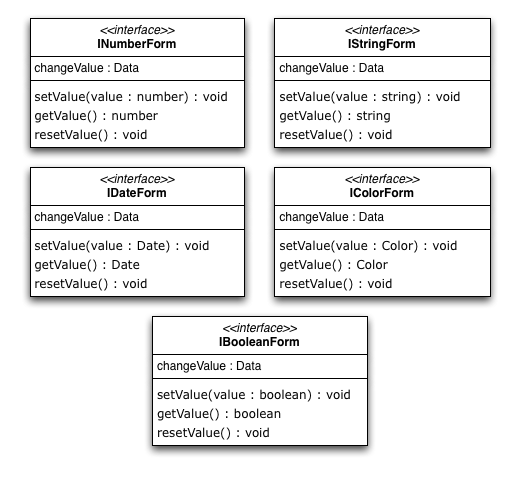 <<interface>>
INumberForm
changeValue : Data
setValue(value : number) : void
getValue() : number
resetValue() : void
<<interface>>
IStringForm
changeValue : Data
setValue(value : string) : void
getValue() : string
resetValue() : void
<<interface>>
IDateForm
changeValue : Data
setValue(value : Date) : void
getValue() : Date
resetValue() : void
<<interface>>
IColorForm
changeValue : Data
setValue(value : Color) : void
getValue() : Color
resetValue() : void
<<interface>>
IBooleanForm
changeValue : Data
setValue(value : boolean) : void
getValue() : boolean
resetValue() : void